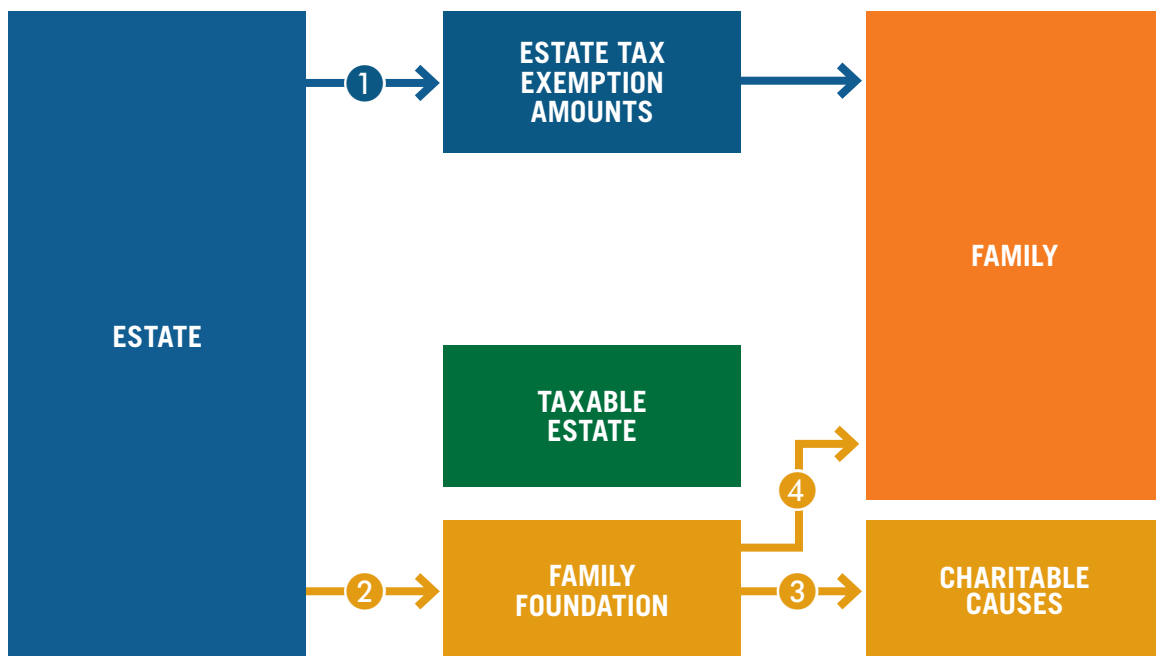 ESTATE
1
ESTATE TAX
EXEMPTION
AMOUNTS
FAMILY
TAXABLE
ESTATE
4
2
FAMILY
FOUNDATION
3
CHARITABLE
CAUSES